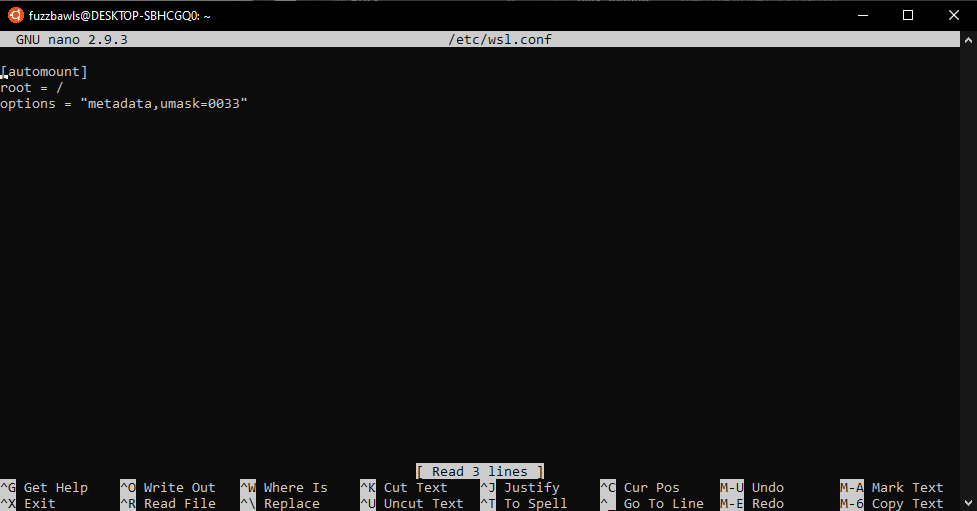 fuzzbawls@DESKTOP-SBHCGQ0: ~
GNU nano 2.9.3 /etc/wsl.conf
[automount]
root = /
options = "metadata,umask=0033"
[ Read 3 lines ]
^G Get Help ^O Write Out ^W Where Is ^K Cut Text ^J Justify ^C Cur Pos M-U Undo M-A Mark Text
^X Exit ^R Read File ^\ Replace ^U Uncut Text ^T To Spell ^_ Go To Line M-E Redo M-6 Copy Text